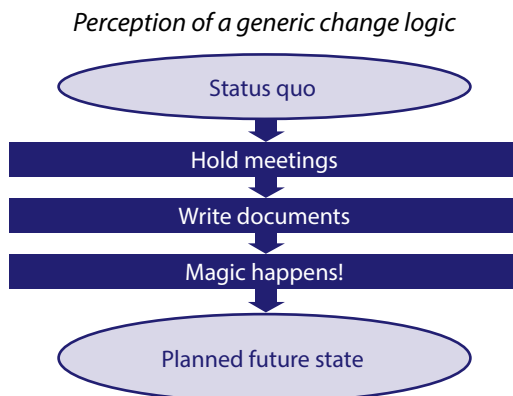 Perception of a generic change logic
Status quo
Hold meetings
Write documents
Magic happens!
Planned future state